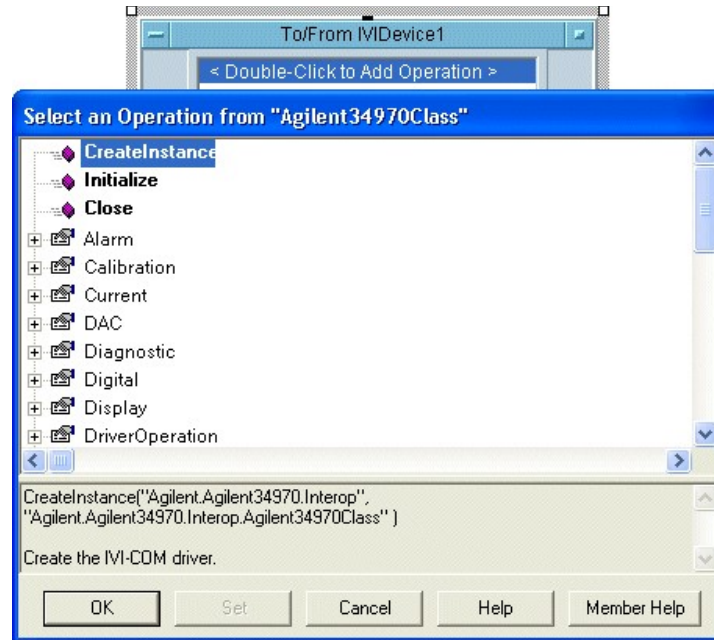 To/From IVIDevice1
< Double-Click to Add Operation >
Select an Operation from "Agilent34970Class"
CreateInstance
Initialize
Close
Alarm
Calibration
Current
DAC
Diagnostic
Digital
Display
DriverOperation
CreateInstance("Agilent.Agilent34970.Interop",
"Agilent.Agilent34970.Interop.Agilent34970Class" )
Create the IVI-COM driver.
OK Set Cancel Help Member Help